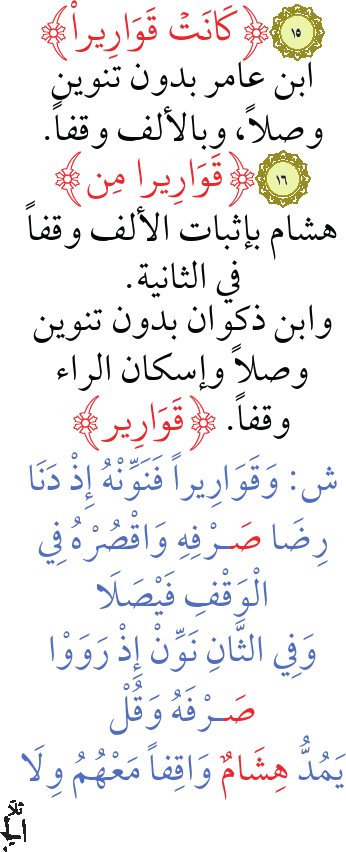 ١٥ ﴿كَانَتْ قَوَارِيراْ﴾
ابن عامر بدون تنوين
وصلاً، وبالألف وقفاً.
١٦ ﴿قَوَارِيرا مِن﴾
هشام بإثبات الألف وقفاً
في الثانية.
وابن ذكوان بدون تنوين
وصلاً وإسكان الراء
وقفاً. ﴿قَوَارِير﴾
ش: وَقَوَارِيراً فَنَوِّنْهُ إِذْ دَنَا
رِضَا صَـرْفِهِ وَاقْصُرْهُ فِي
الْوَقْفِ فَيْصَلَا
وَفِي الثَّانِ نَوِّنْ إِذْ رَوَوْا
صَـرْفَهُ وَقُلْ
يَمُدُّ هِشَامٌ وَاقِفاً مَعْهُمُ وِلَا